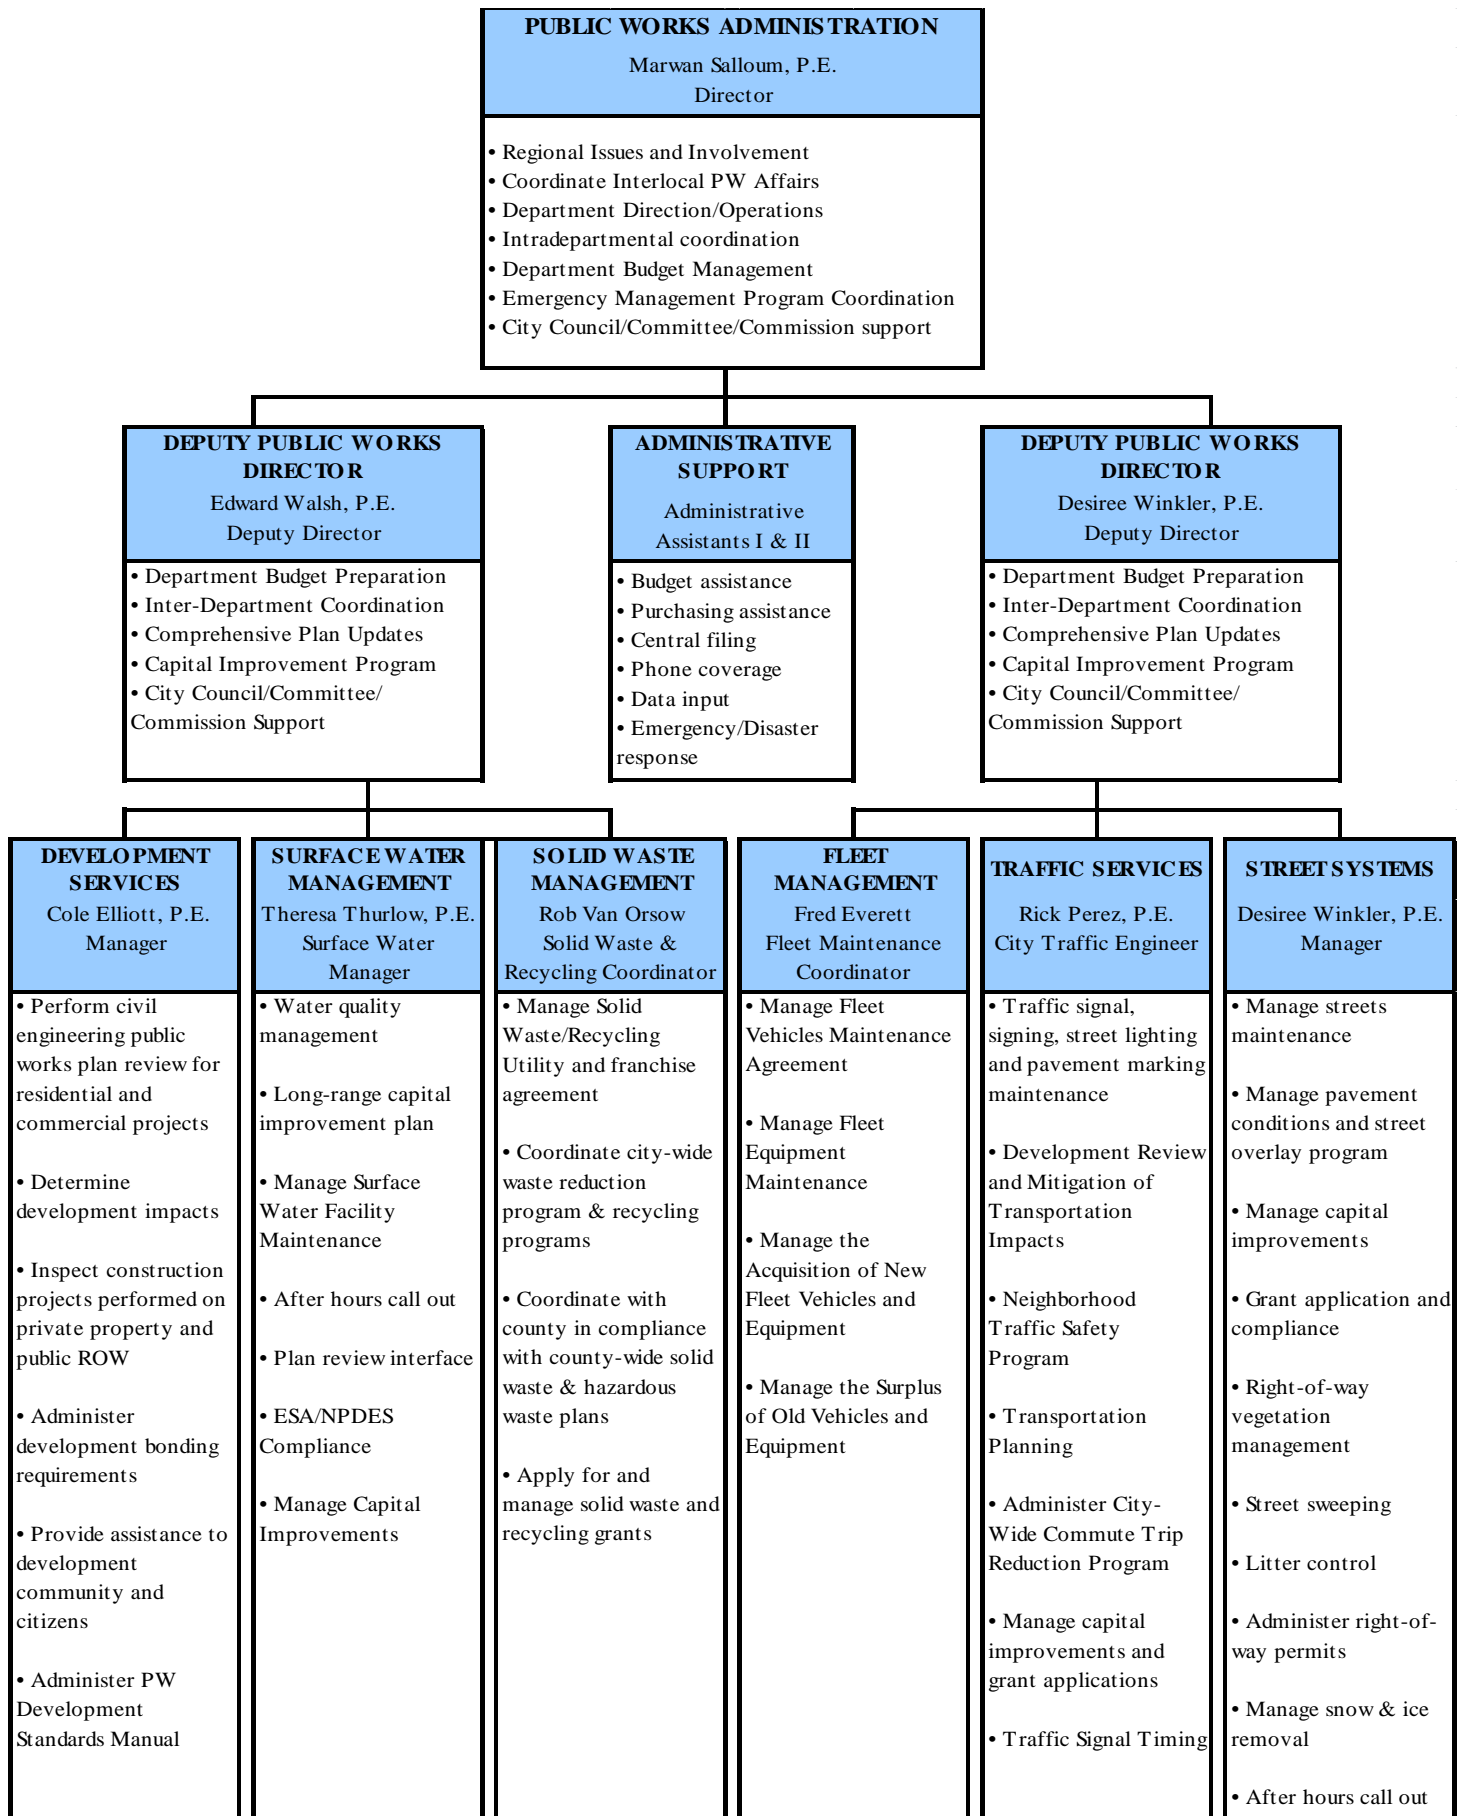 PUBLIC WORKS ADMINISTRATION
Marwan Salloum, P.E.
Director
• Regional Issues and Involvement
• Coordinate Interlocal PW Affairs
• Department Direction/Operations
• Intradepartmental coordination
• Department Budget Management
• Emergency Management Program Coordination
• City Council/Committee/Commission support
DEPUTY PUBLIC WORKS
DIRECTOR
Edward Walsh, P.E.
Deputy Director
• Department Budget Preparation
• Inter-Department Coordination
• Comprehensive Plan Updates
• Capital Improvement Program
• City Council/Committee/
Commission Support
ADMINISTRATIVE
SUPPORT
Administrative
Assistants I & II
• Budget assistance
• Purchasing assistance
• Central filing
• Phone coverage
• Data input
• Emergency/Disaster
response
DEPUTY PUBLIC WORKS
DIRECTOR
Desiree Winkler, P.E.
Deputy Director
• Department Budget Preparation
• Inter-Department Coordination
• Comprehensive Plan Updates
• Capital Improvement Program
• City Council/Committee/
Commission Support
DEVELOPMENT
SERVICES
Cole Elliott, P.E.
Manager
• Perform civil
engineering public
works plan review for
residential and
commercial projects
• Determine
development impacts
• Inspect construction
projects performed on
private property and
public ROW
• Administer
development bonding
requirements
• Provide assistance to
development
community and
citizens
• Administer PW
Development
Standards Manual
SURFACE WATER
MANAGEMENT
Theresa Thurlow, P.E.
Surface Water
Manager
• Water quality
management
• Long-range capital
improvement plan
• Manage Surface
Water Facility
Maintenance
• After hours call out
• Plan review interface
• ESA/NPDES
Compliance
• Manage Capital
Improvements
SOLID WASTE
MANAGEMENT
Rob Van Orsow
Solid Waste &
Recycling Coordinator
• Manage Solid
Waste/Recycling
Utility and franchise
agreement
• Coordinate city-wide
waste reduction
program & recycling
programs
• Coordinate with
county in compliance
with county-wide solid
waste & hazardous
waste plans
• Apply for and
manage solid waste and
recycling grants
FLEET
MANAGEMENT
Fred Everett
Fleet Maintenance
Coordinator
• Manage Fleet
Vehicles Maintenance
Agreement
• Manage Fleet
Equipment
Maintenance
• Manage the
Acquisition of New
Fleet Vehicles and
Equipment
• Manage the Surplus
of Old Vehicles and
Equipment
TRAFFIC SERVICES
Rick Perez, P.E.
City Traffic Engineer
• Traffic signal,
signing, street lighting
and pavement marking
maintenance
• Development Review
and Mitigation of
Transportation
Impacts
• Neighborhood
Traffic Safety
Program
• Transportation
Planning
• Administer City-
Wide Commute Trip
Reduction Program
• Manage capital
improvements and
grant applications
• Traffic Signal Timing
STREET SYSTEMS
Desiree Winkler, P.E.
Manager
• Manage streets
maintenance
• Manage pavement
conditions and street
overlay program
• Manage capital
improvements
• Grant application and
compliance
• Right-of-way
vegetation
management
• Street sweeping
• Litter control
• Administer right-of-
way permits
• Manage snow & ice
removal
• After hours call out